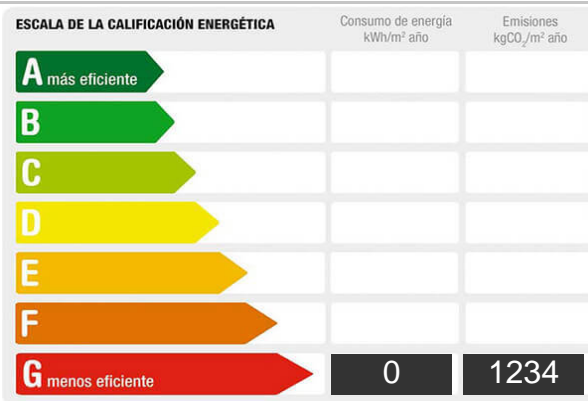 ESCALA DE LA CALIFICACIÓN ENERGÉTICA
Consumo de energía
kWh/m² año
Emisiones
kgCO₂/m² año
A más eficiente
B
C
D
E
F
G menos eficiente
0
1234